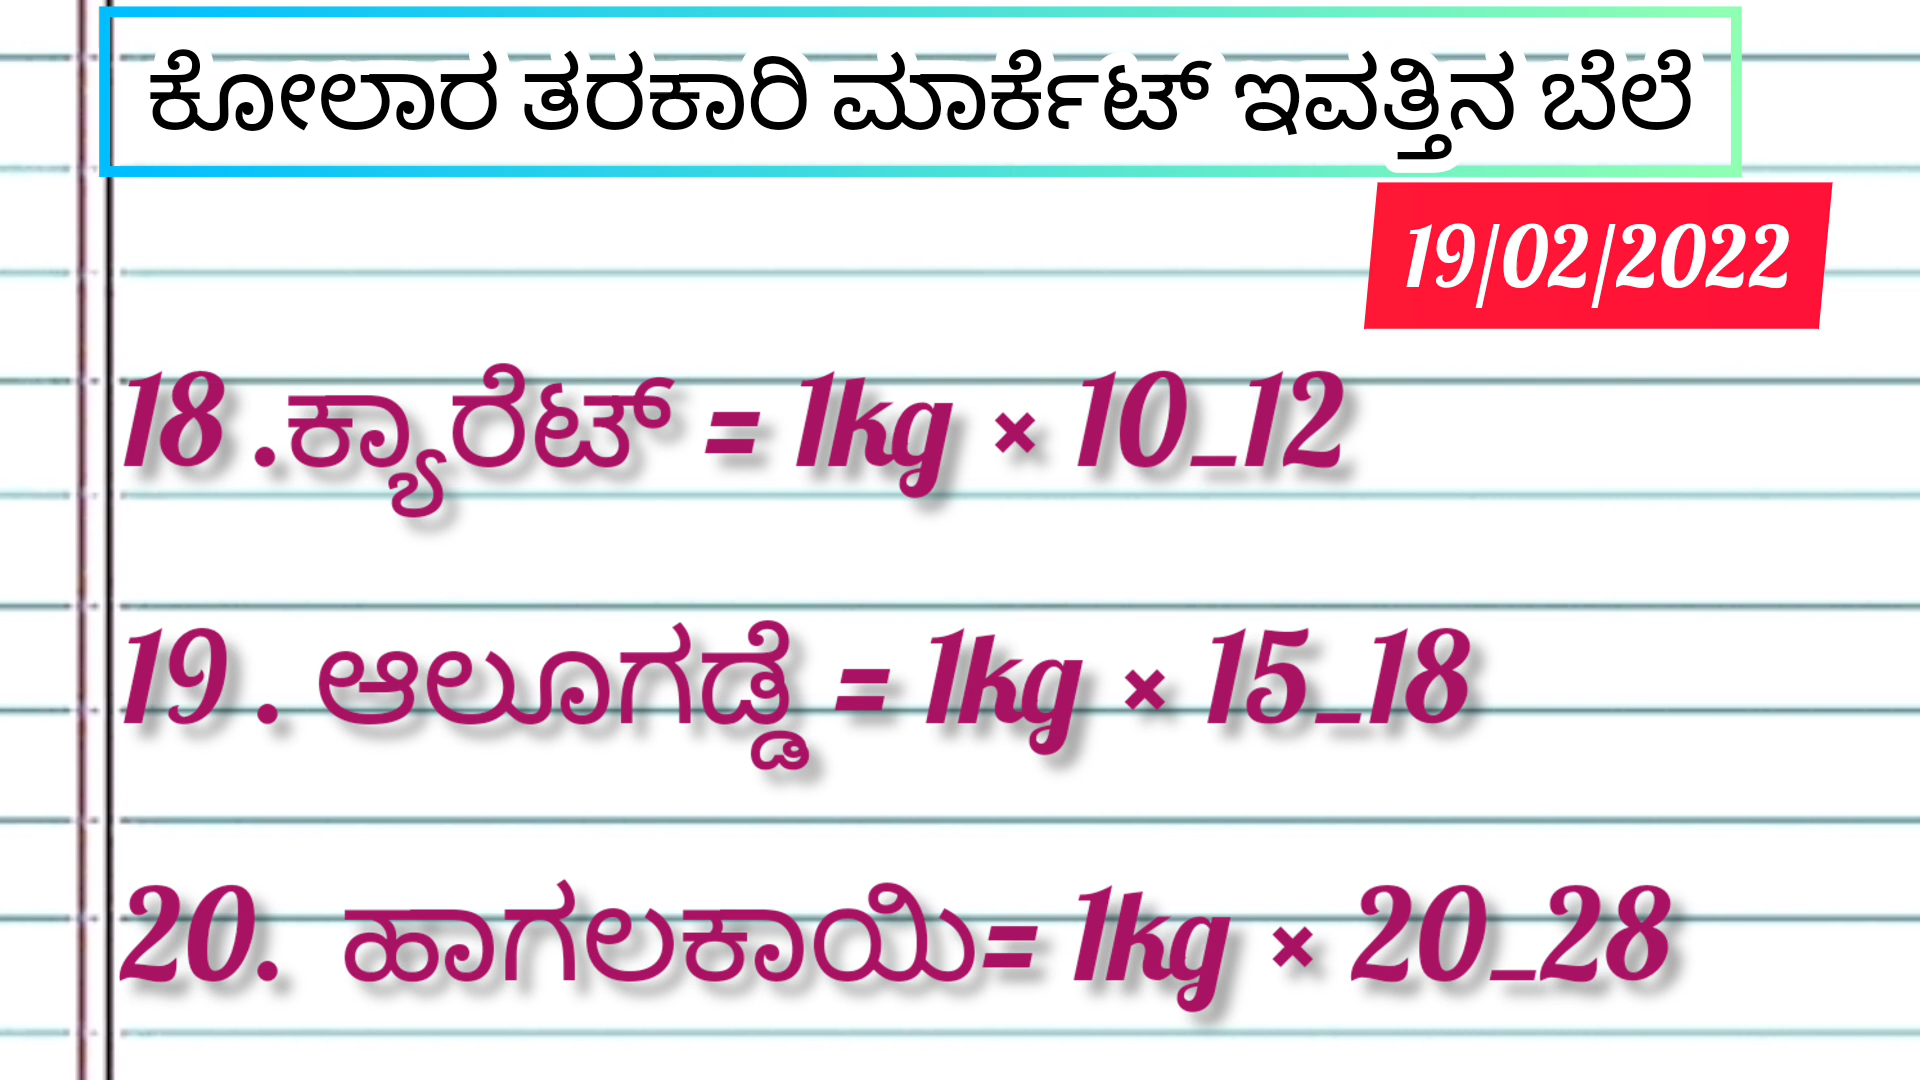 ಕೋಲಾರ ತರಕಾರಿ ಮಾರ್ಕೆಟ್ ಇವತ್ತಿನ ಬೆಲೆ
19/02/2022
18 .ಕ್ಯಾರೆಟ್ = 1kg × 10_12
19 . ಆಲೂಗಡ್ಡೆ = 1kg × 15_18
20. ಹಾಗಲಕಾಯಿ= 1kg × 20_28